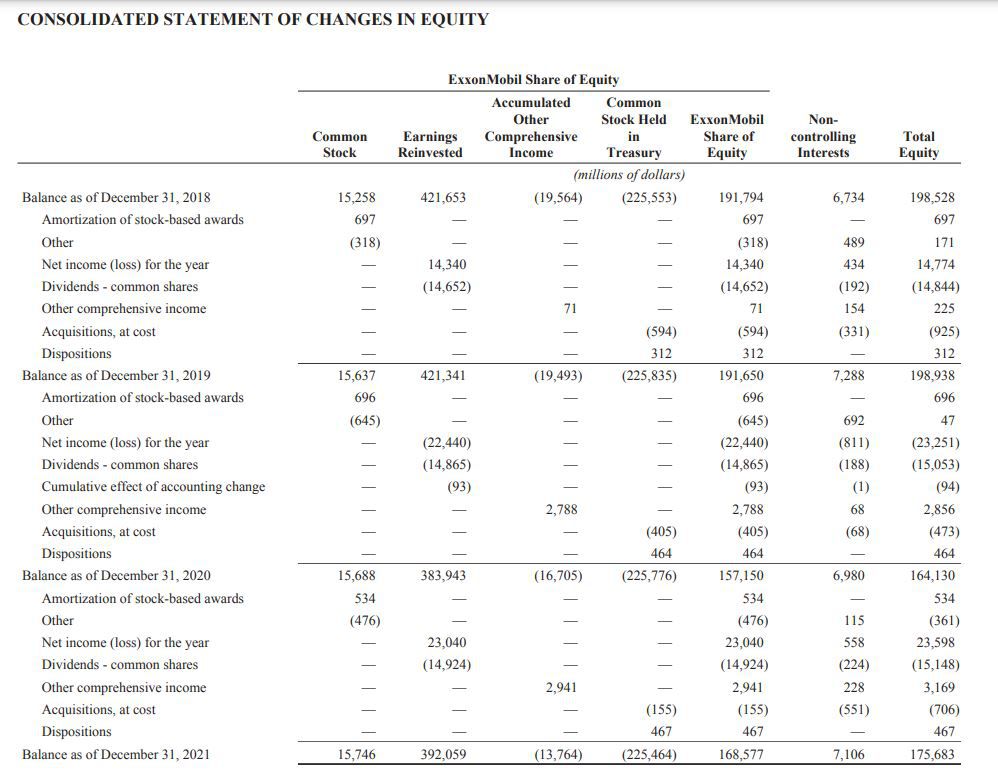 CONSOLIDATED STATEMENT OF CHANGES IN EQUITY
ExxonMobil Share of Equity
Common Stock Earnings Reinvested Accumulated Other Comprehensive Income Common Stock Held in Treasury ExxonMobil Share of Equity Non-controlling Interests Total Equity
(millions of dollars)
Balance as of December 31, 2018 15,258 421,653 (19,564) (225,553) 191,794 6,734 198,528
Amortization of stock-based awards 697 — — — 697 — 697
Other (318) — — — (318) 489 171
Net income (loss) for the year — 14,340 — — 14,340 434 14,774
Dividends - common shares — (14,652) — — (14,652) (192) (14,844)
Other comprehensive income — — 71 — 71 154 225
Acquisitions, at cost — — — (594) (594) (331) (925)
Dispositions — — — 312 312 — 312
Balance as of December 31, 2019 15,637 421,341 (19,493) (225,835) 191,650 7,288 198,938
Amortization of stock-based awards 696 — — — 696 — 696
Other (645) — — — (645) 692 47
Net income (loss) for the year — (22,440) — — (22,440) (811) (23,251)
Dividends - common shares — (14,865) — — (14,865) (188) (15,053)
Cumulative effect of accounting change — (93) — — (93) (1) (94)
Other comprehensive income — — 2,788 — 2,788 68 2,856
Acquisitions, at cost — — — (405) (405) (68) (473)
Dispositions — — — 464 464 — 464
Balance as of December 31, 2020 15,688 383,943 (16,705) (225,776) 157,150 6,980 164,130
Amortization of stock-based awards 534 — — — 534 — 534
Other (476) — — — (476) 115 (361)
Net income (loss) for the year — 23,040 — — 23,040 558 23,598
Dividends - common shares — (14,924) — — (14,924) (224) (15,148)
Other comprehensive income — — 2,941 — 2,941 228 3,169
Acquisitions, at cost — — — (155) (155) (551) (706)
Dispositions — — — 467 467 — 467
Balance as of December 31, 2021 15,746 392,059 (13,764) (225,464) 168,577 7,106 175,683